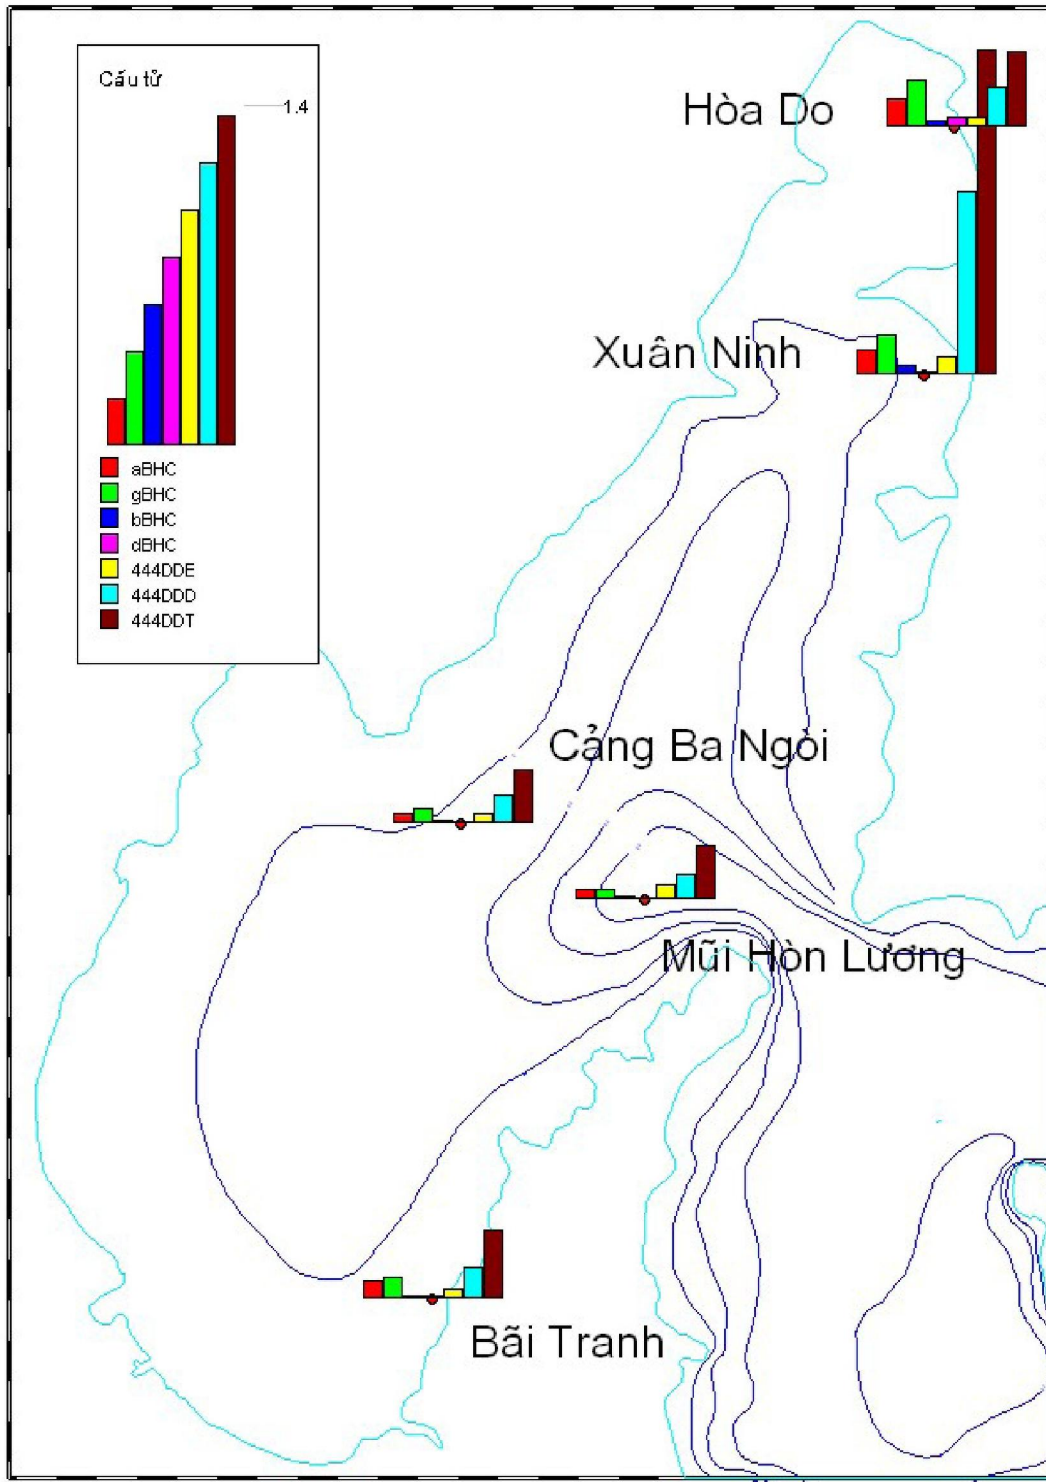 Cấu tử
1.4
Hòa Do
Xuân Ninh
aBHC
gBHC
bBHC
dBHC
444DDE
444DDD
444DDT
Cảng Ba Ngòi
Mũi Hòn Lương
Bãi Tranh